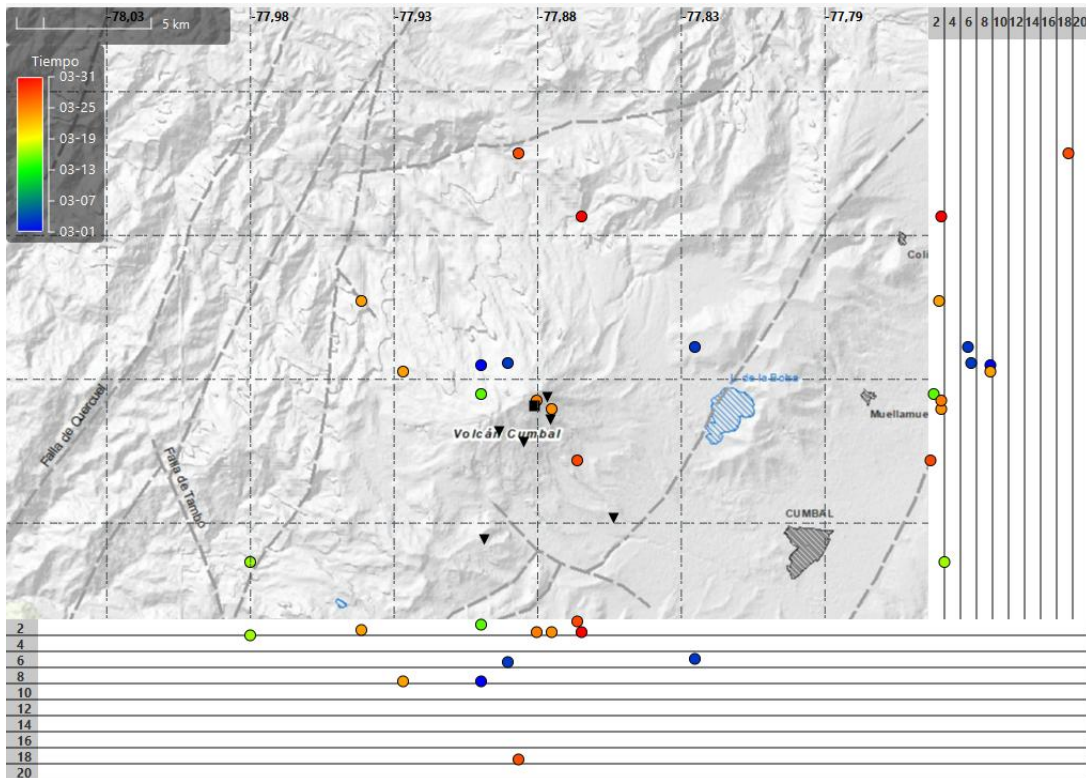 -78,03
-77,98
-77,93
-77,88
-77,83
-77,79
2 4 6 8 10 12 14 16 18 20
5 km
Tiempo
03-31
03-25
03-19
03-13
03-07
03-01
Coli
L. de la Bolsa
Muellamue
Volcán Cumbal
Falla de Quercuel
Falla de Tambo
CUMBAL
2
4
6
8
10
12
14
16
18
20